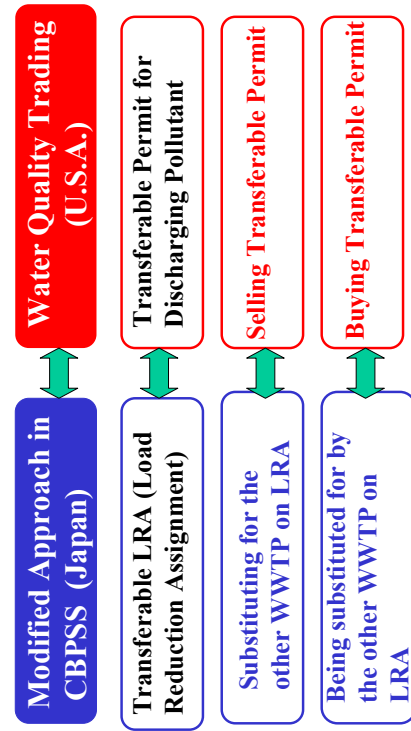 Modified Approach in
CBPSS (Japan)
Water Quality Trading
(U.S.A.)
Transferable LRA (Load
Reduction Assignment)
Transferable Permit for
Discharging Pollutant
Substituting for the
other WWTP on LRA
Selling Transferable Permit
Being substituted for by
the other WWTP on
LRA
Buying Transferable Permit